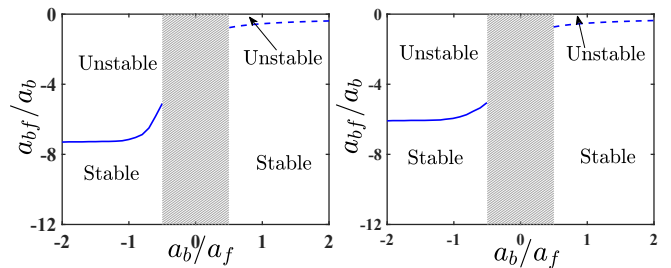 0
-4
-8
-12
-2
-1
0
1
2
a_{bf}/a_b
a_b/a_f
Unstable
Unstable
Stable
Stable
0
-4
-8
-12
-2
-1
0
1
2
a_{bf}/a_b
a_b/a_f
Unstable
Unstable
Stable
Stable